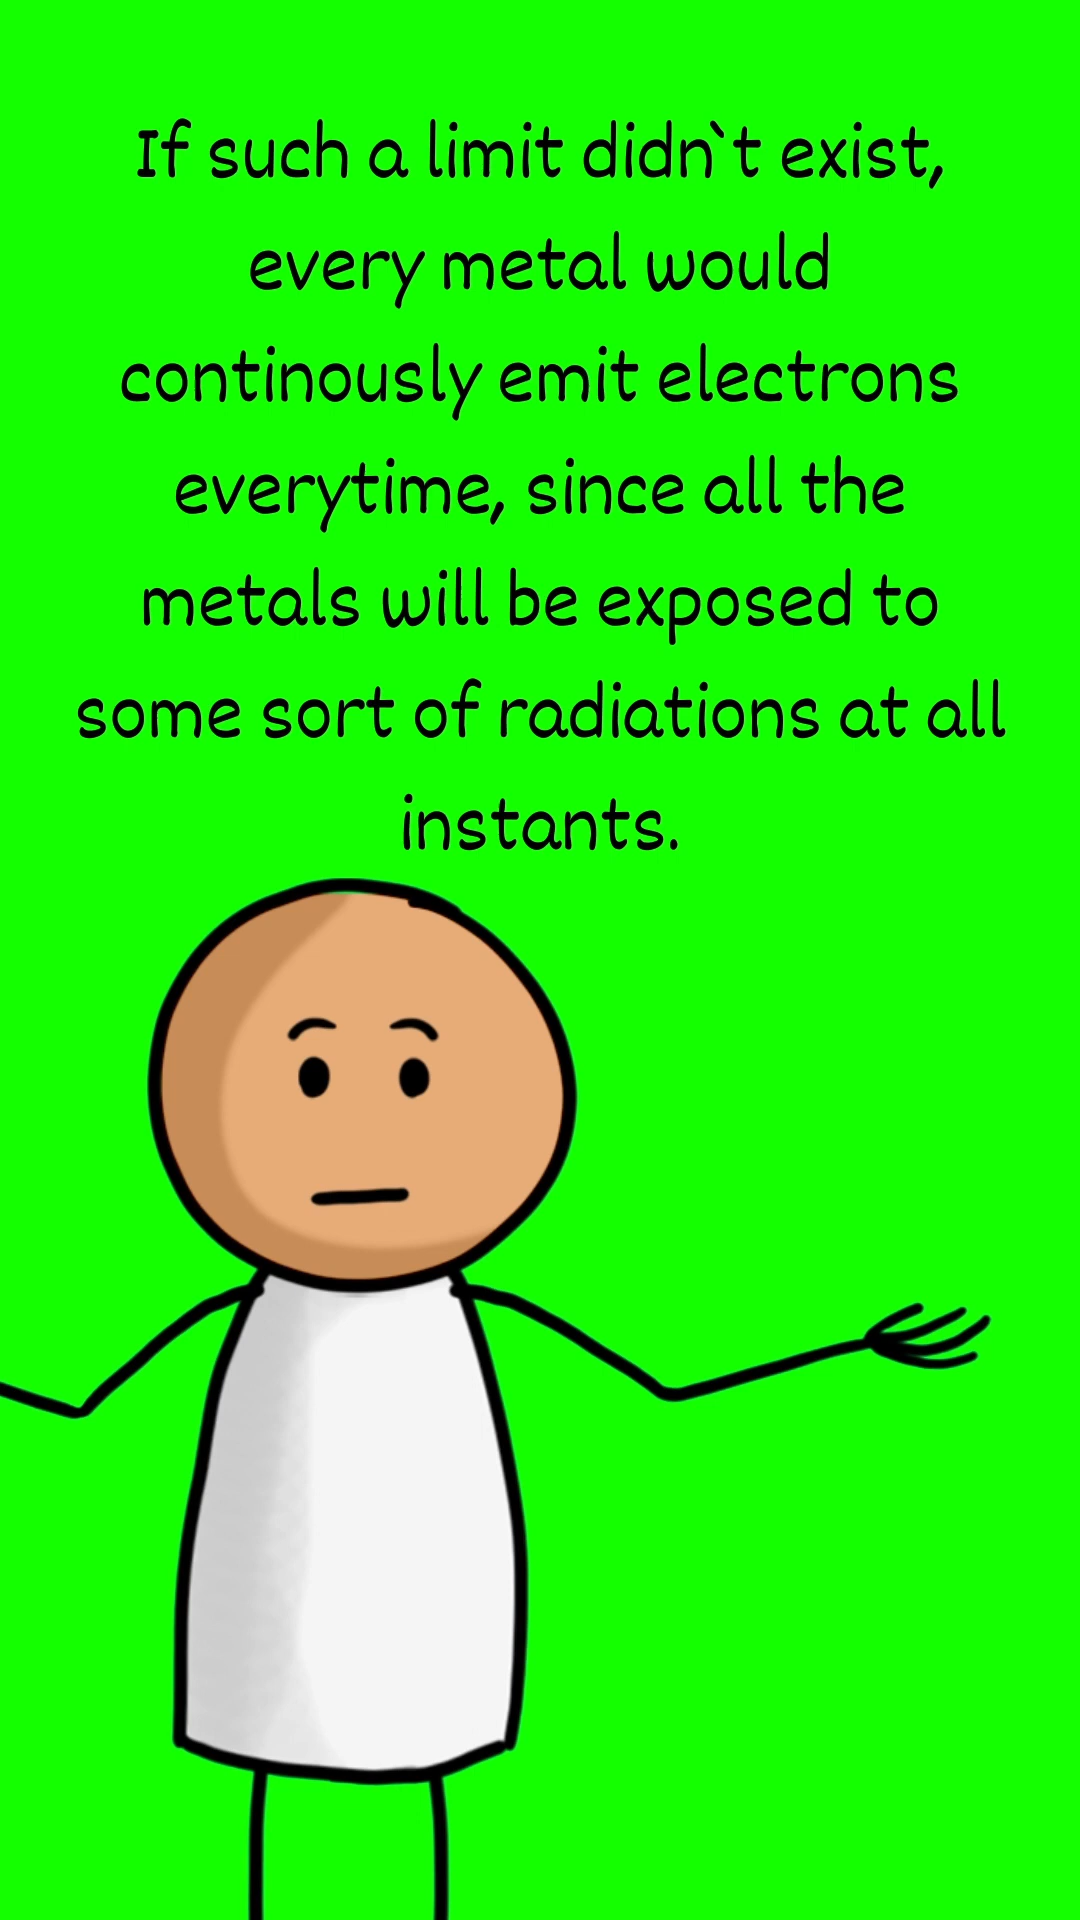 If such a limit didn`t exist,
every metal would
continously emit electrons
everytime, since all the
metals will be exposed to
some sort of radiations at all
instants.